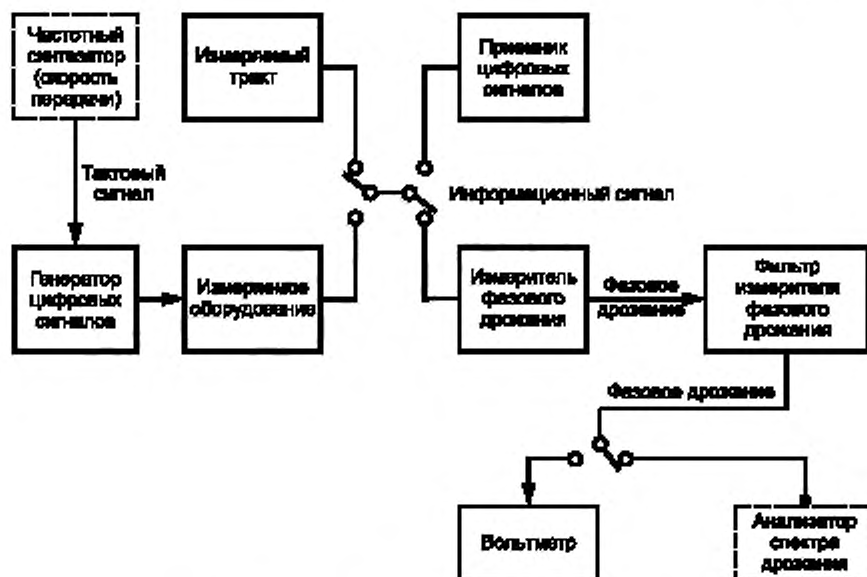 Частотный
синтезатор
(скорость
передачи)
Измеряемый
тракт
Приемник
цифровых
сигналов
Тактовый
сигнал
Информационный сигнал
Генератор
цифровых
сигналов
Измеряемое
оборудование
Измеритель
фазового
дрожания
Фазовое
дрожание
Фильтр
измерителя
фазового
дрожания
Фазовое дрожание
Вольтметр
Анализатор
спектра
дрожания